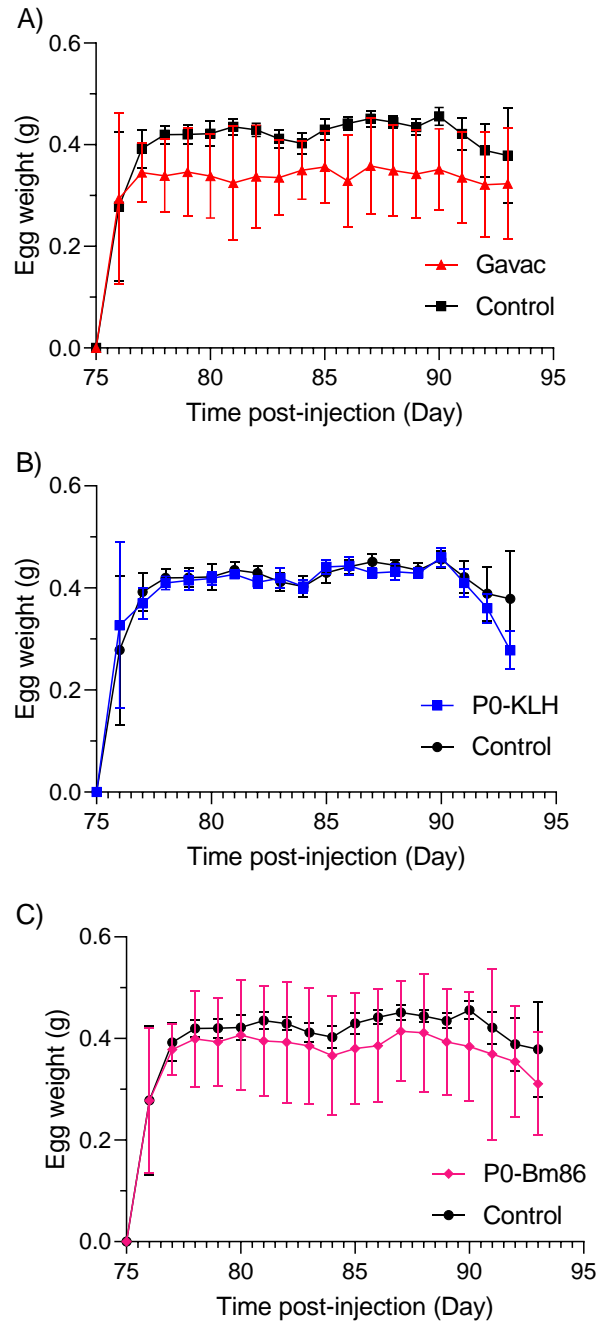 A)
0.6
0.4
0.2
0.0
Egg weight (g)
Gavac
Control
75 80 85 90 95
Time post-injection (Day)
B)
0.6
0.4
0.2
0.0
Egg weight (g)
P0-KLH
Control
75 80 85 90 95
Time post-injection (Day)
C)
0.6
0.4
0.2
0.0
Egg weight (g)
P0-Bm86
Control
75 80 85 90 95
Time post-injection (Day)